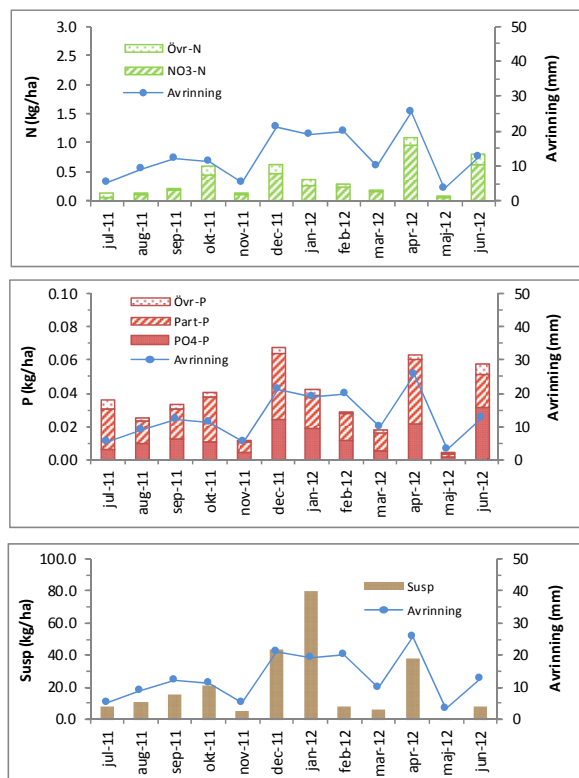 3.0
2.5
2.0
1.5
1.0
0.5
0.0
N (kg/ha)
Övr-N
NO3-N
Avrinning
50
40
30
20
10
0
Avrinning (mm)
jul-11
aug-11
sep-11
okt-11
nov-11
dec-11
jan-12
feb-12
mar-12
apr-12
maj-12
jun-12
0.10
0.08
0.06
0.04
0.02
0.00
P (kg/ha)
Övr-P
Part-P
PO4-P
Avrinning
50
40
30
20
10
0
Avrinning (mm)
jul-11
aug-11
sep-11
okt-11
nov-11
dec-11
jan-12
feb-12
mar-12
apr-12
maj-12
jun-12
100.0
80.0
60.0
40.0
20.0
0.0
Susp (kg/ha)
Susp
Avrinning
50
40
30
20
10
0
Avrinning (mm)
jul-11
aug-11
sep-11
okt-11
nov-11
dec-11
jan-12
feb-12
mar-12
apr-12
maj-12
jun-12